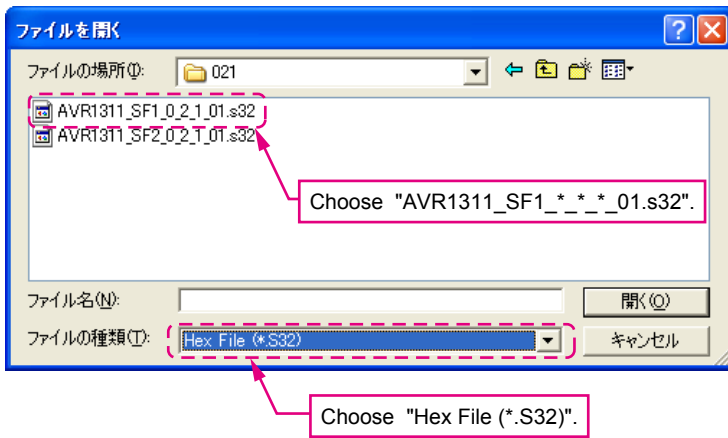 ファイルを開く
ファイルの場所(I):
021
AVR1311_SF1_0_2_1_01.s32
AVR1311_SF2_0_2_1_01.s32
Choose "AVR1311_SF1_*_*_*_01.s32".
ファイル名(N):
開く(O)
ファイルの種類(T):
Hex File (*.S32)
キャンセル
Choose "Hex File (*.S32)".